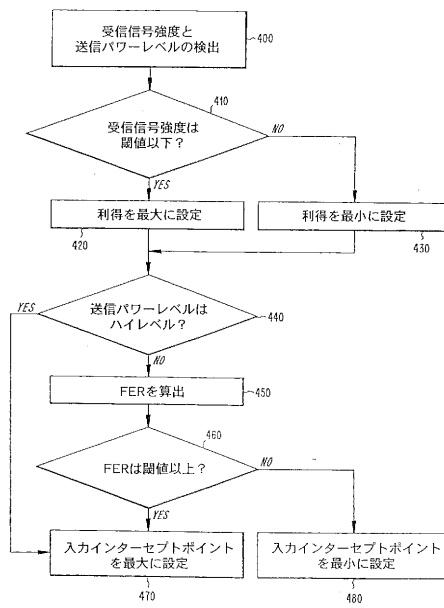 受信信号強度と
送信パワーレベルの検出
400
410
受信信号強度は
閾値以下？
NO
YES
利得を最大に設定
利得を最小に設定
420
430
YES
送信パワーレベルは
ハイレベル？
440
NO
FERを算出
450
460
FERは閾値以上？
NO
YES
入力インターセプトポイント
を最大に設定
入力インターセプトポイント
を最小に設定
470
480